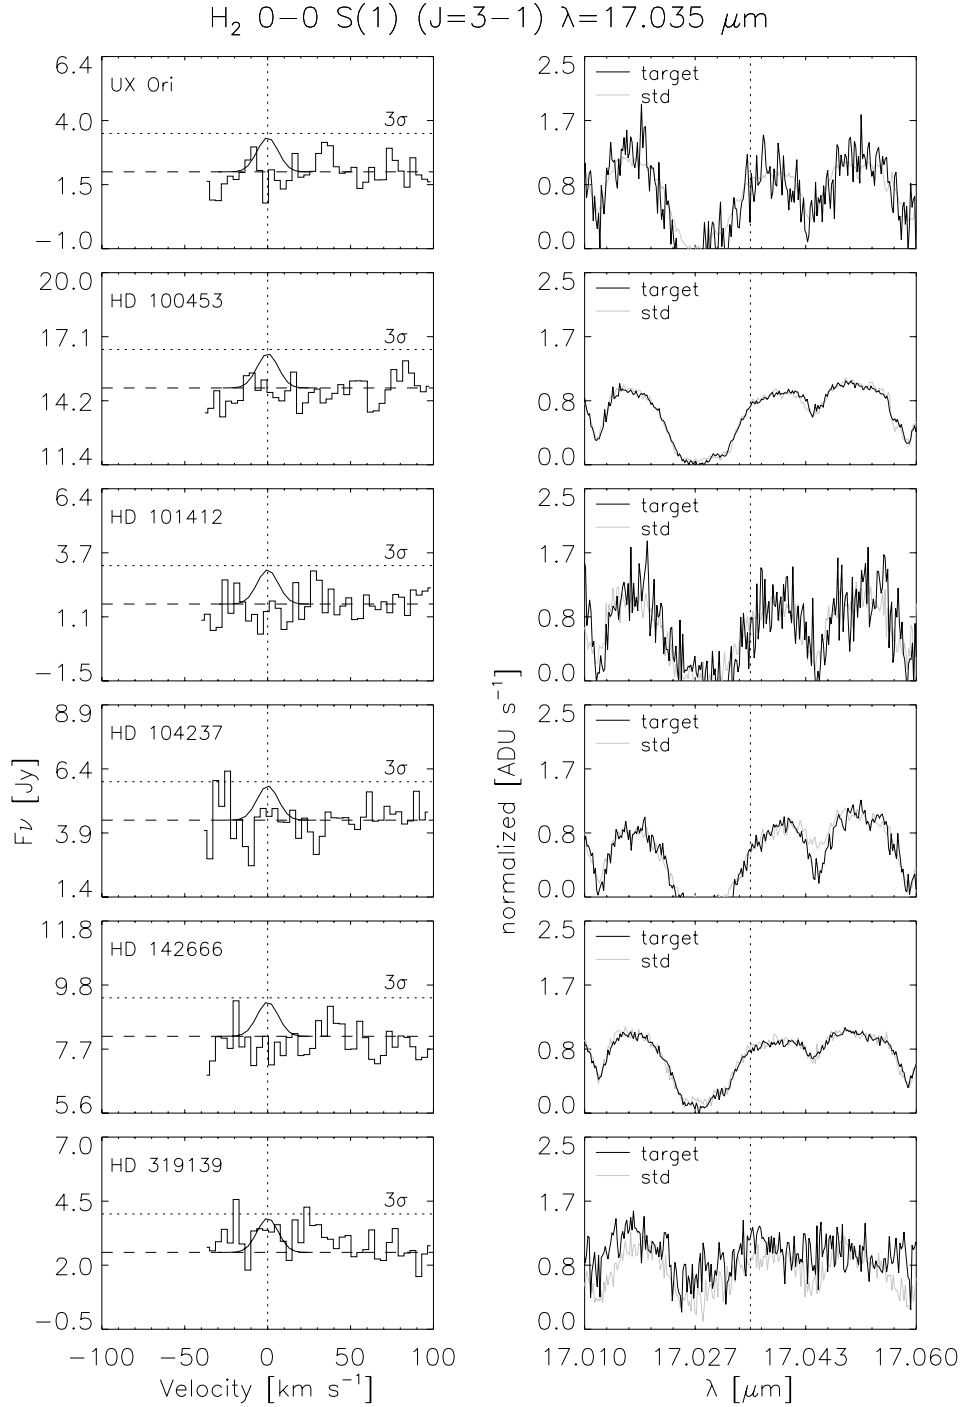 H₂ 0−0 S(1) (J=3−1) λ=17.035 μm
6.4
4.0
1.5
−1.0
UX Ori
3σ
2.5
1.7
0.8
0.0
target
std
20.0
17.1
14.2
11.4
HD 100453
3σ
2.5
1.7
0.8
0.0
target
std
6.4
3.7
1.1
−1.5
HD 101412
3σ
2.5
1.7
0.8
0.0
target
std
8.9
6.4
3.9
1.4
HD 104237
3σ
2.5
1.7
0.8
0.0
target
std
11.8
9.8
7.7
5.6
HD 142666
3σ
2.5
1.7
0.8
0.0
target
std
7.0
4.5
2.0
−0.5
HD 319139
3σ
2.5
1.7
0.8
0.0
target
std
Fν [Jy]
normalized [ADU s⁻¹]
−100 −50 0 50 100
Velocity [km s⁻¹]
17.010 17.027 17.043 17.060
λ [μm]